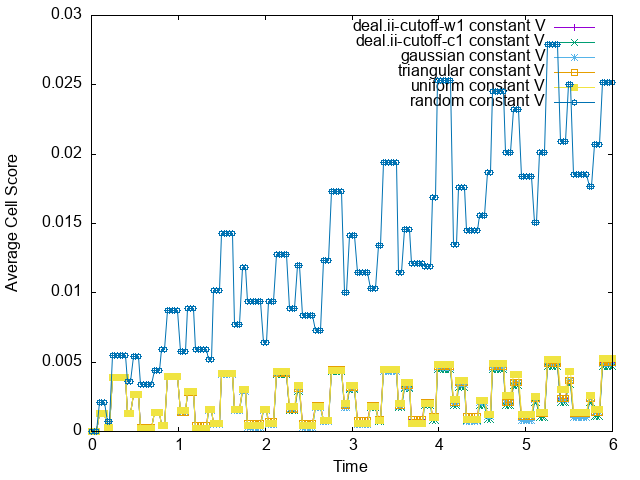 0.03
0.025
0.02
0.015
0.01
0.005
0
Average Cell Score
deal.ii-cutoff-w1 constant V
deal.ii-cutoff-c1 constant V
gaussian constant V
triangular constant V
uniform constant V
random constant V
0 1 2 3 4 5 6
Time